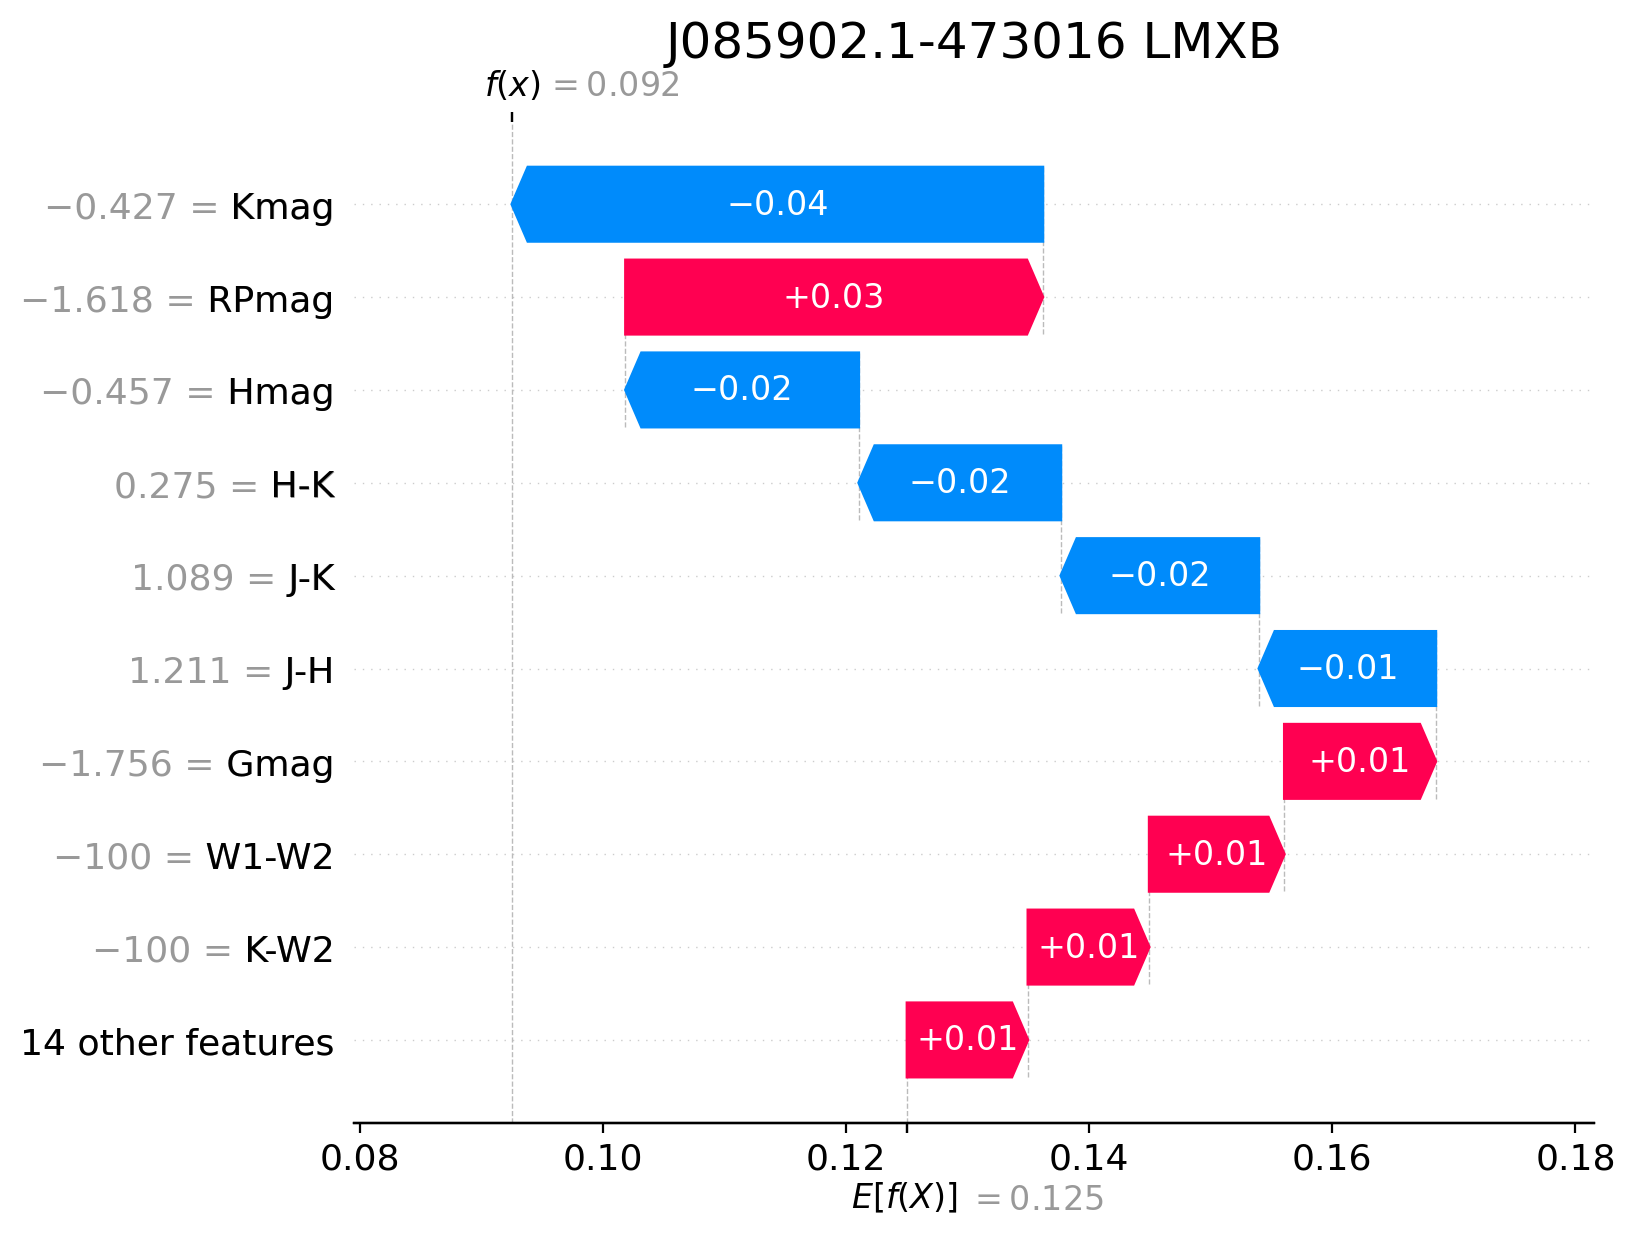 J085902.1-473016 LMXB
f(x) = 0.092
−0.427 = Kmag −0.04
−1.618 = RPmag +0.03
−0.457 = Hmag −0.02
0.275 = H-K −0.02
1.089 = J-K −0.02
1.211 = J-H −0.01
−1.756 = Gmag +0.01
−100 = W1-W2 +0.01
−100 = K-W2 +0.01
14 other features +0.01
0.08 0.10 0.12 0.14 0.16 0.18
E[f(X)] = 0.125